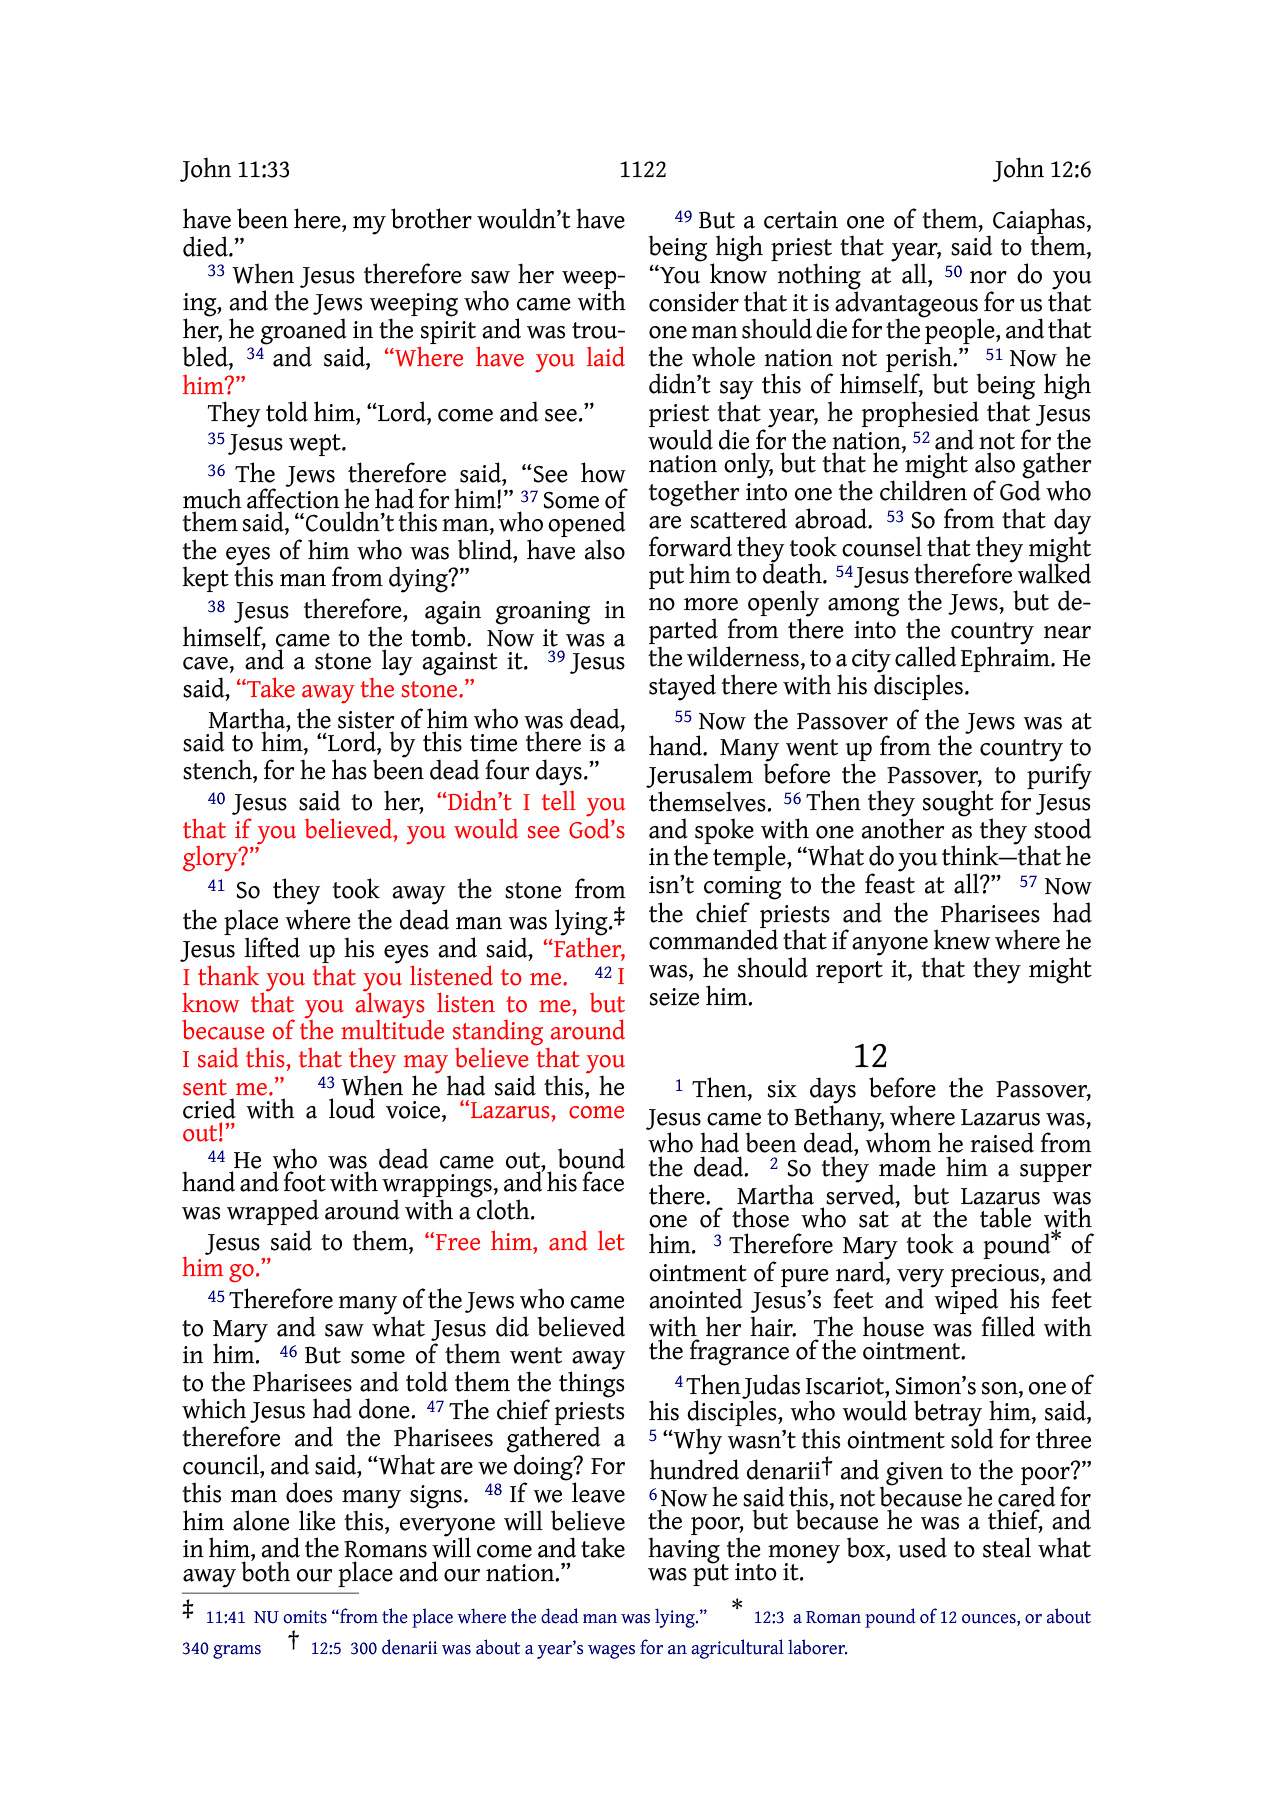 John 11:33 1122 John 12:6
have been here, my brother wouldn’t have
died.”
33 When Jesus therefore saw her weep-
ing, and the Jews weeping who came with
her, he groaned in the spirit and was trou-
bled, 34 and said, “Where have you laid
him?”
They told him, “Lord, come and see.”
35 Jesus wept.
36 The Jews therefore said, “See how
much affection he had for him!” 37 Some of
them said, “Couldn’t this man, who opened
the eyes of him who was blind, have also
kept this man from dying?”
38 Jesus therefore, again groaning in
himself, came to the tomb. Now it was a
cave, and a stone lay against it. 39 Jesus
said, “Take away the stone.”
Martha, the sister of him who was dead,
said to him, “Lord, by this time there is a
stench, for he has been dead four days.”
40 Jesus said to her, “Didn’t I tell you
that if you believed, you would see God’s
glory?”
41 So they took away the stone from
the place where the dead man was lying.‡
Jesus lifted up his eyes and said, “Father,
I thank you that you listened to me. 42 I
know that you always listen to me, but
because of the multitude standing around
I said this, that they may believe that you
sent me.” 43 When he had said this, he
cried with a loud voice, “Lazarus, come
out!”
44 He who was dead came out, bound
hand and foot with wrappings, and his face
was wrapped around with a cloth.
Jesus said to them, “Free him, and let
him go.”
45 Therefore many of the Jews who came
to Mary and saw what Jesus did believed
in him. 46 But some of them went away
to the Pharisees and told them the things
which Jesus had done. 47 The chief priests
therefore and the Pharisees gathered a
council, and said, “What are we doing? For
this man does many signs. 48 If we leave
him alone like this, everyone will believe
in him, and the Romans will come and take
away both our place and our nation.”
49 But a certain one of them, Caiaphas,
being high priest that year, said to them,
“You know nothing at all, 50 nor do you
consider that it is advantageous for us that
one man should die for the people, and that
the whole nation not perish.” 51 Now he
didn’t say this of himself, but being high
priest that year, he prophesied that Jesus
would die for the nation, 52 and not for the
nation only, but that he might also gather
together into one the children of God who
are scattered abroad. 53 So from that day
forward they took counsel that they might
put him to death. 54 Jesus therefore walked
no more openly among the Jews, but de-
parted from there into the country near
the wilderness, to a city called Ephraim. He
stayed there with his disciples.
55 Now the Passover of the Jews was at
hand. Many went up from the country to
Jerusalem before the Passover, to purify
themselves. 56 Then they sought for Jesus
and spoke with one another as they stood
in the temple, “What do you think—that he
isn’t coming to the feast at all?” 57 Now
the chief priests and the Pharisees had
commanded that if anyone knew where he
was, he should report it, that they might
seize him.
12
1 Then, six days before the Passover,
Jesus came to Bethany, where Lazarus was,
who had been dead, whom he raised from
the dead. 2 So they made him a supper
there. Martha served, but Lazarus was
one of those who sat at the table with
him. 3 Therefore Mary took a pound* of
ointment of pure nard, very precious, and
anointed Jesus’s feet and wiped his feet
with her hair. The house was filled with
the fragrance of the ointment.
4 Then Judas Iscariot, Simon’s son, one of
his disciples, who would betray him, said,
5 “Why wasn’t this ointment sold for three
hundred denarii† and given to the poor?”
6 Now he said this, not because he cared for
the poor, but because he was a thief, and
having the money box, used to steal what
was put into it.
‡ 11:41 NU omits “from the place where the dead man was lying.” * 12:3 a Roman pound of 12 ounces, or about
340 grams † 12:5 300 denarii was about a year’s wages for an agricultural laborer.